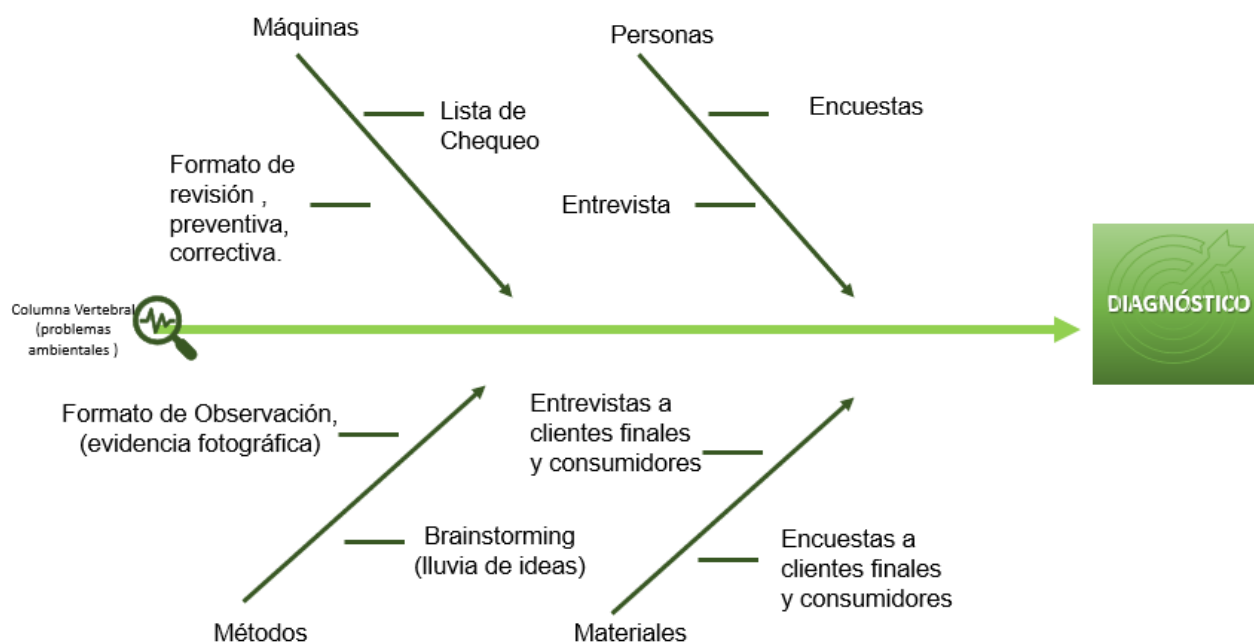 Máquinas
Personas
Lista de
Chequeo
Encuestas
Formato de
revisión ,
preventiva,
correctiva.
Entrevista
Columna Vertebral
(problemas
ambientales )
DIAGNÓSTICO
Formato de Observación,
(evidencia fotográfica)
Entrevistas a
clientes finales
y consumidores
Brainstorming
(lluvia de ideas)
Encuestas a
clientes finales
y consumidores
Métodos
Materiales